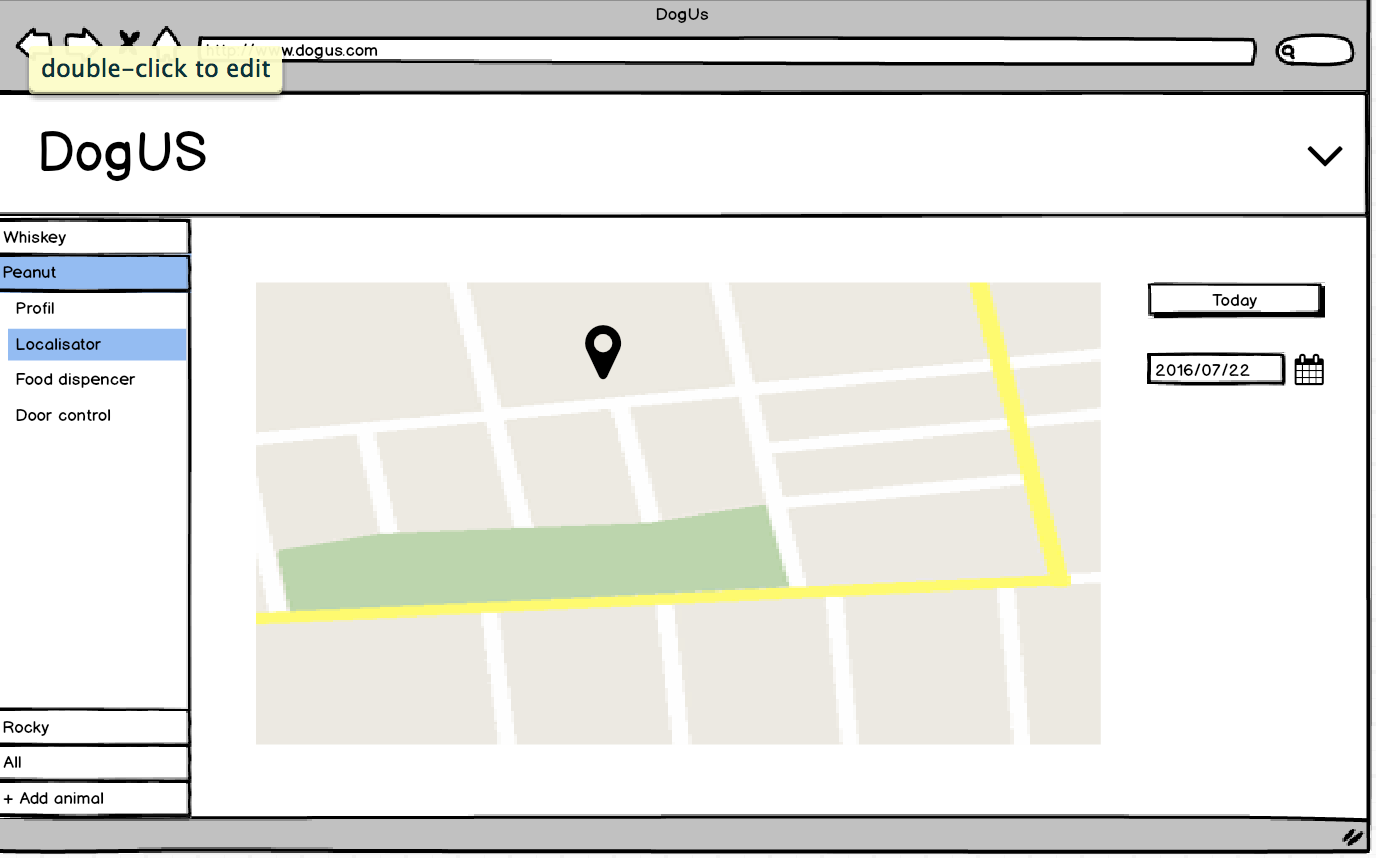 DogUs
http://www.dogus.com
double-click to edit
DogUS
Whiskey
Peanut
Profil
Localisator
Food dispencer
Door control
Rocky
All
+ Add animal
Today
2016/07/22